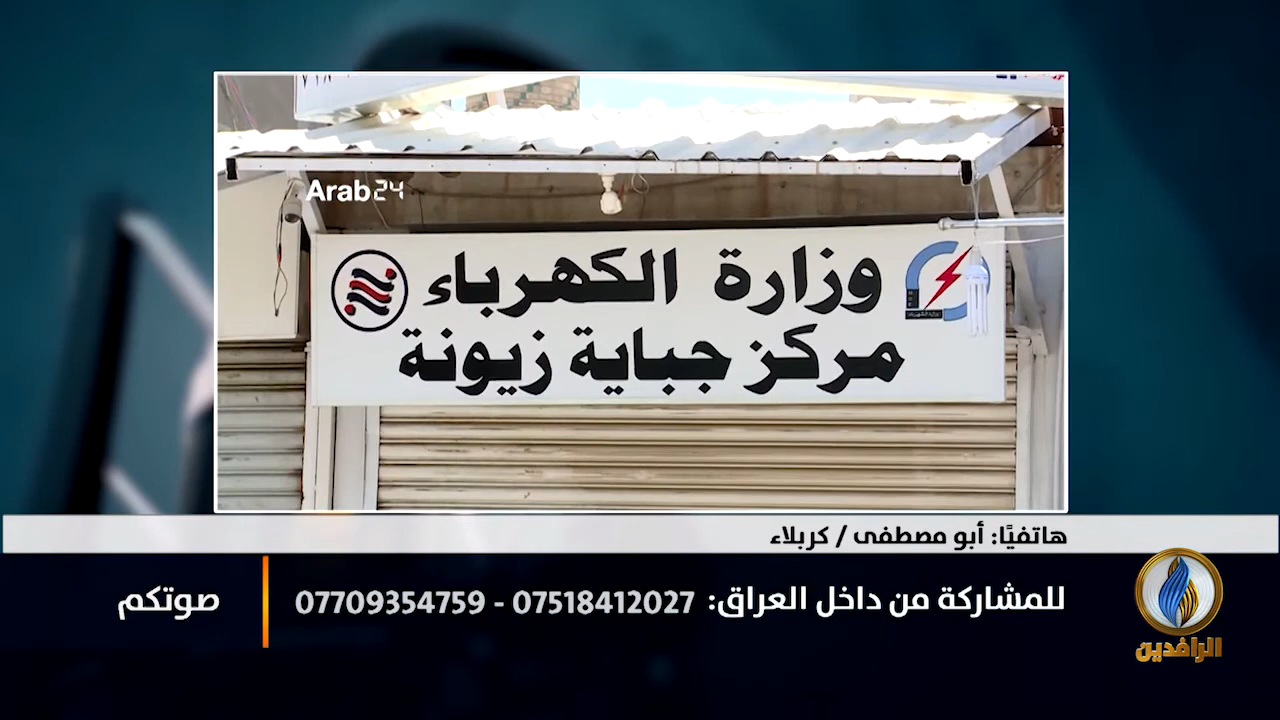 Arab24
وزارة الكهرباء
مركز جباية زيونة
هاتفيًا: أبو مصطفى / كربلاء
للمشاركة من داخل العراق: 07518412027 - 07709354759
صوتكم
الرافدين